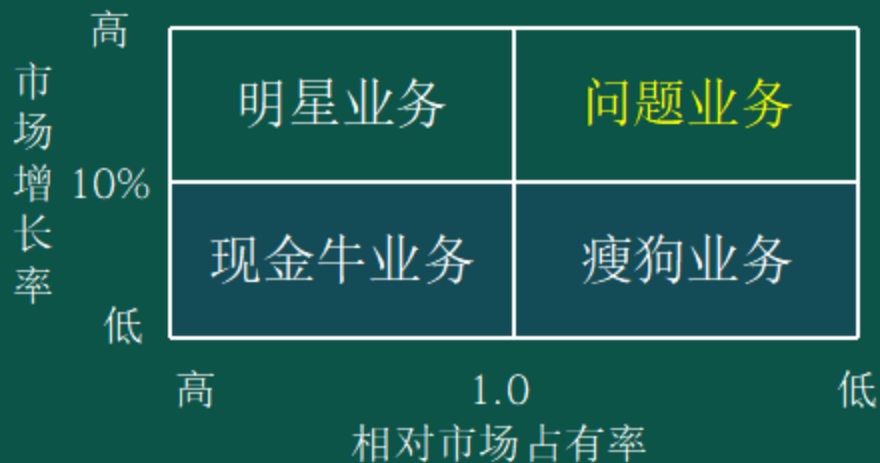 高
市场增长率
明星业务
问题业务
10%
现金牛业务
瘦狗业务
低
高
1.0
低
相对市场占有率